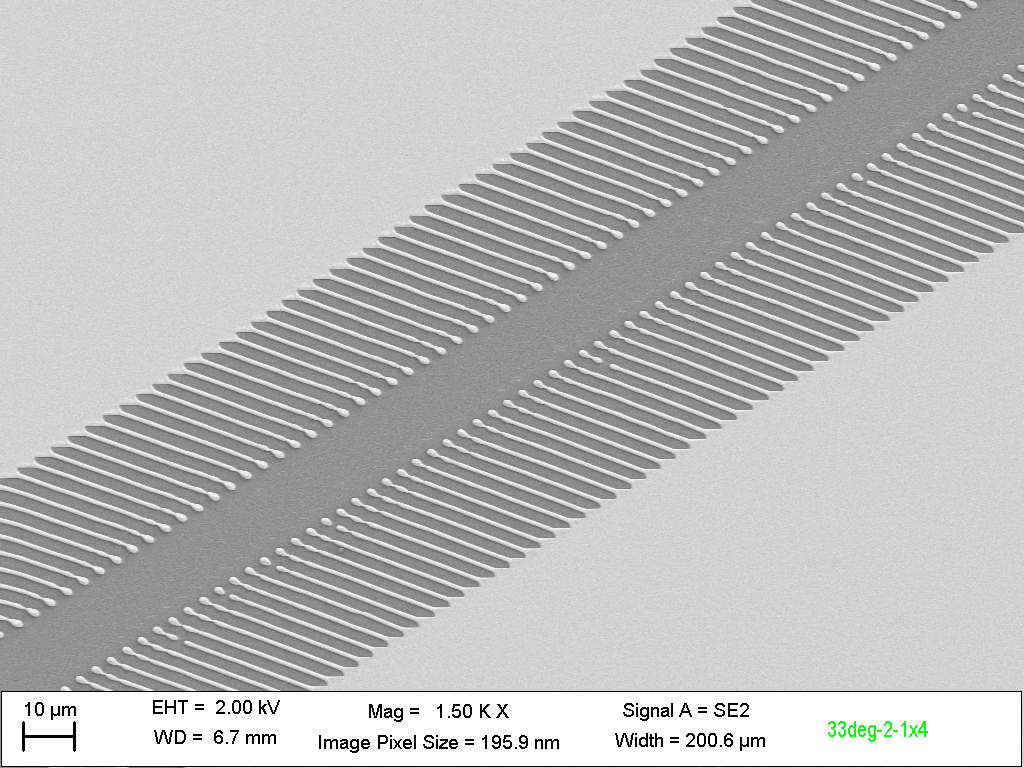 10 µm
EHT = 2.00 kV
WD = 6.7 mm
Mag = 1.50 K X
Image Pixel Size = 195.9 nm
Signal A = SE2
Width = 200.6 µm
33deg-2-1x4